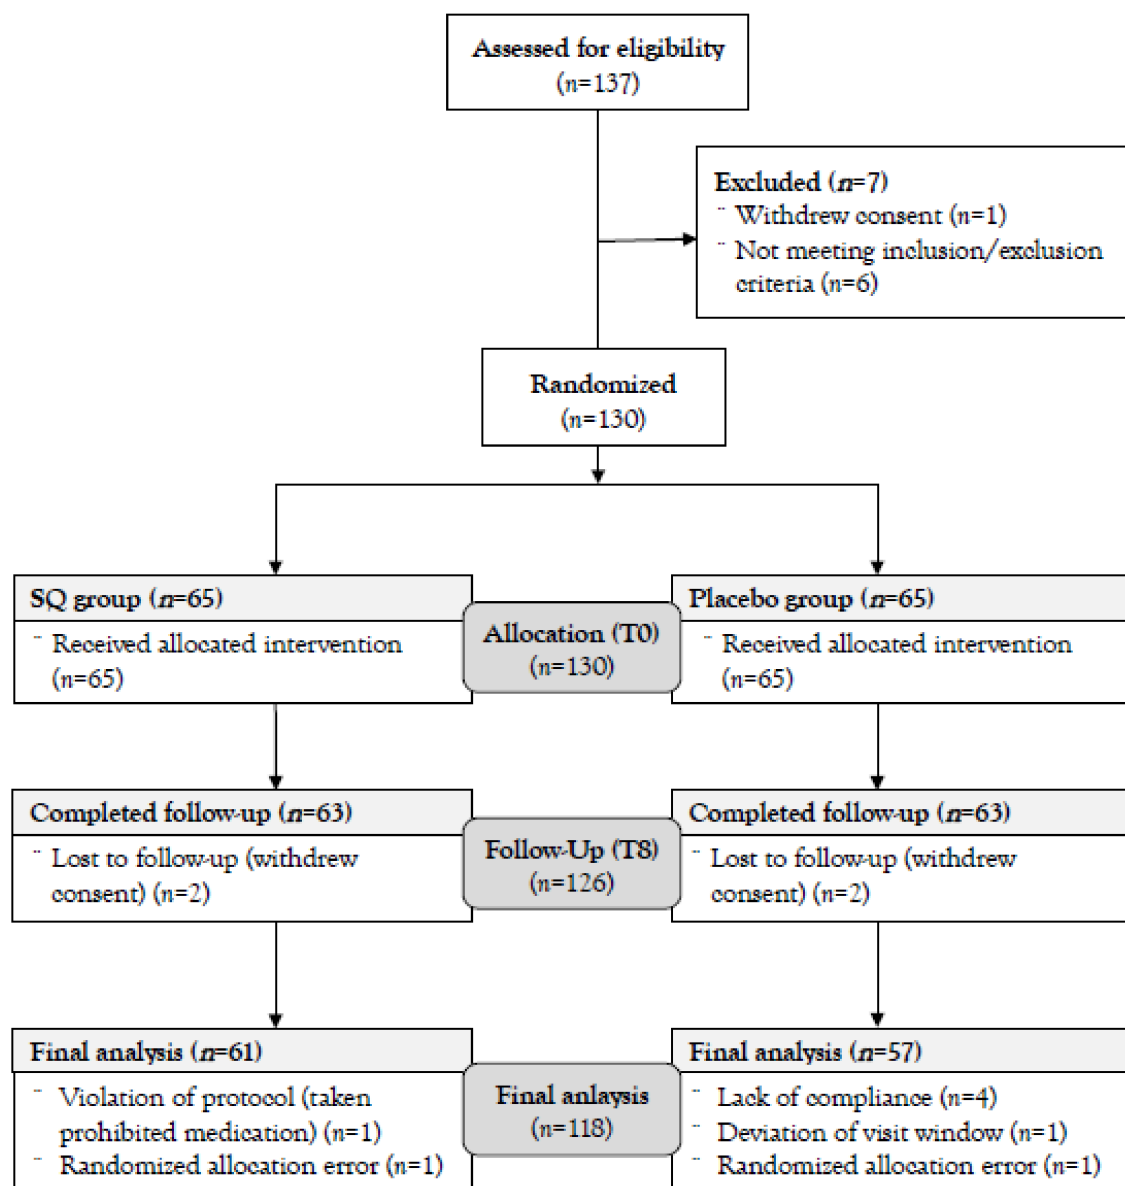 Assessed for eligibility
(n=137)
Excluded (n=7)
¨ Withdrew consent (n=1)
¨ Not meeting inclusion/exclusion
criteria (n=6)
Randomized
(n=130)
SQ group (n=65)
¨ Received allocated intervention
(n=65)
Allocation (T0)
(n=130)
Placebo group (n=65)
¨ Received allocated intervention
(n=65)
Completed follow-up (n=63)
¨ Lost to follow-up (withdrew
consent) (n=2)
Follow-Up (T8)
(n=126)
Completed follow-up (n=63)
¨ Lost to follow-up (withdrew
consent) (n=2)
Final analysis (n=61)
¨ Violation of protocol (taken
prohibited medication) (n=1)
¨ Randomized allocation error (n=1)
Final anlaysis
(n=118)
Final analysis (n=57)
¨ Lack of compliance (n=4)
¨ Deviation of visit window (n=1)
¨ Randomized allocation error (n=1)